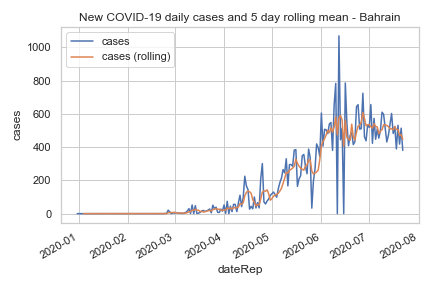 New COVID-19 daily cases and 5 day rolling mean - Bahrain
cases
cases (rolling)
1000
800
600
400
200
0
cases
2020-01
2020-02
2020-03
2020-04
2020-05
2020-06
2020-07
2020-08
dateRep